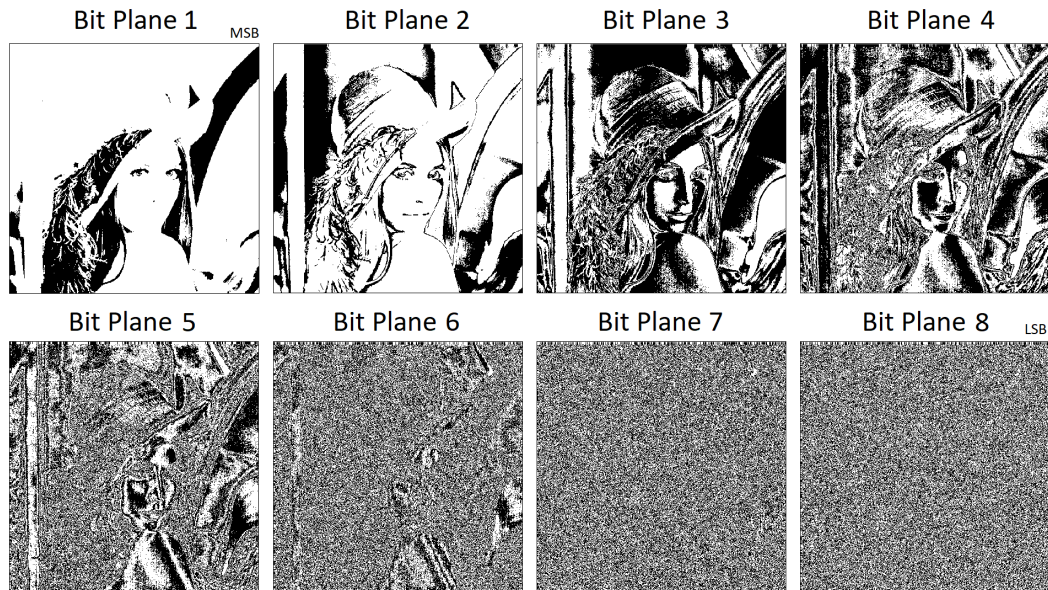 Bit Plane 1
MSB
Bit Plane 2
Bit Plane 3
Bit Plane 4
Bit Plane 5
Bit Plane 6
Bit Plane 7
Bit Plane 8
LSB